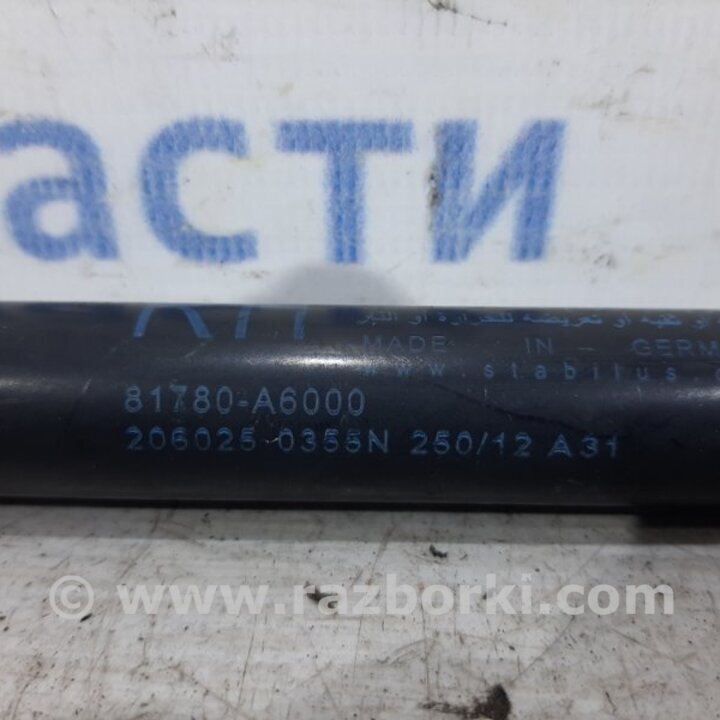 асти
MADE IN GERM
www.stabilus.
81780-A6000
206025 0355N 250/12 A31
© www.razborki.com